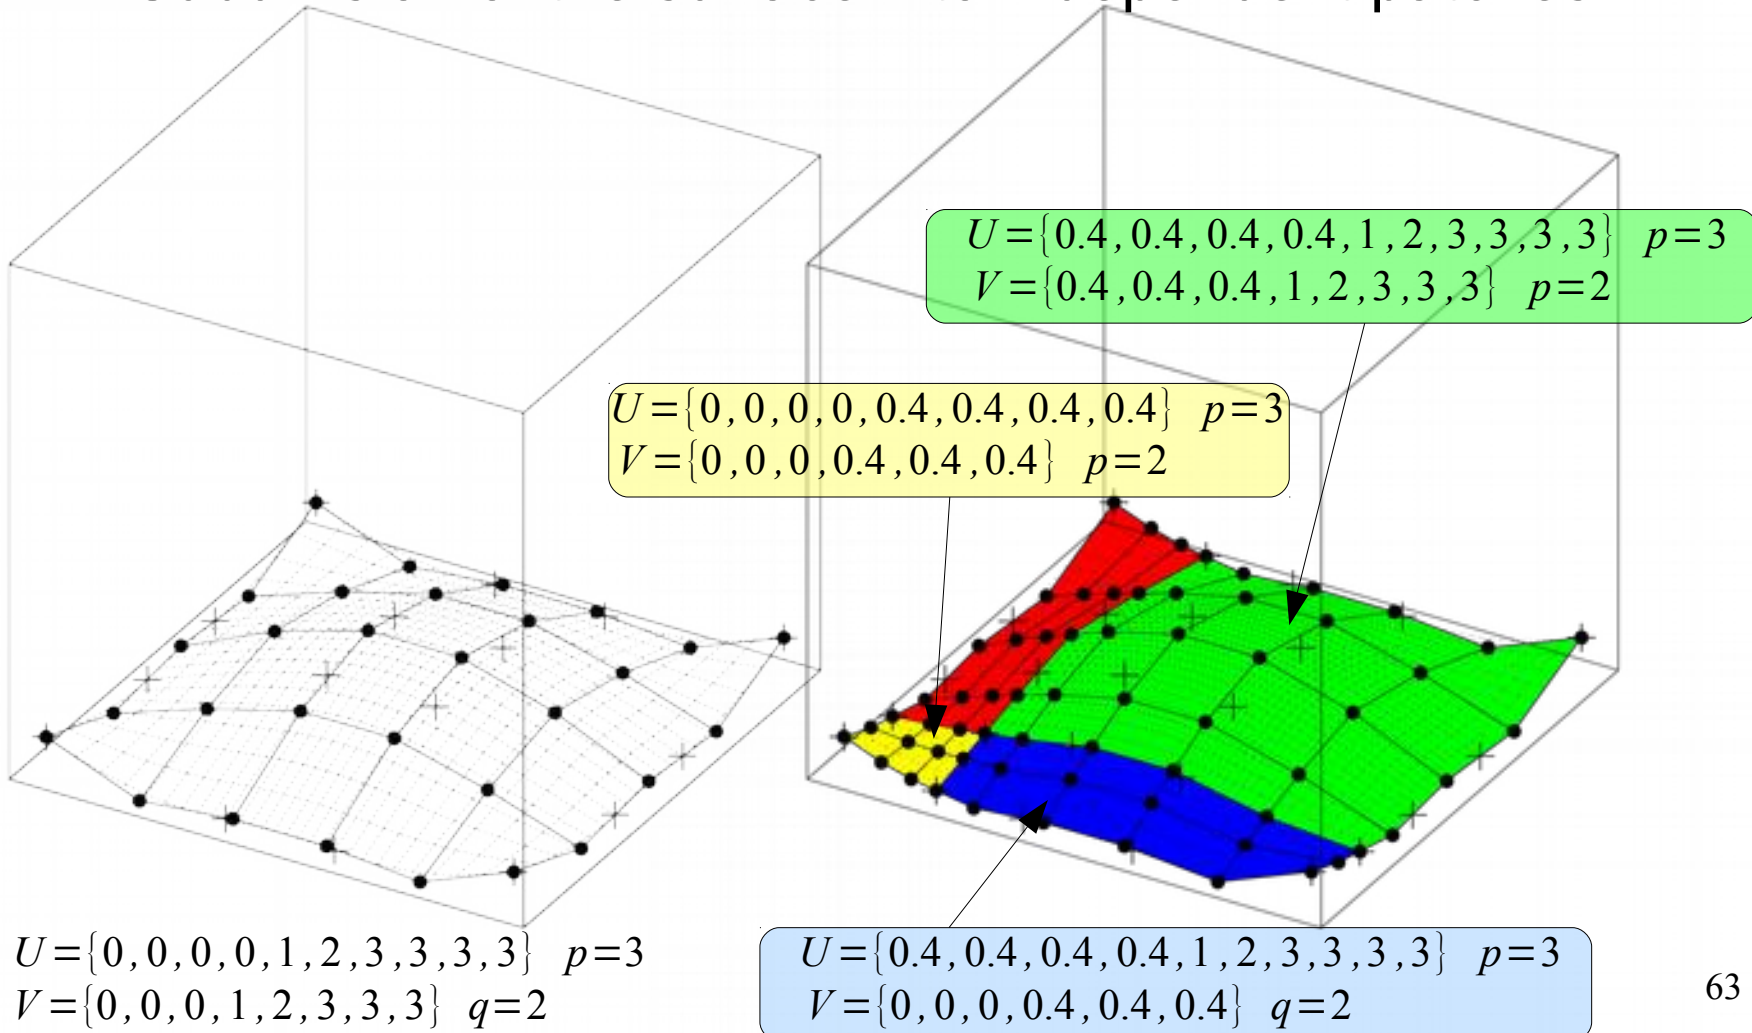 U={0.4,0.4,0.4,0.4,1,2,3,3,3,3} p=3
V={0.4,0.4,0.4,1,2,3,3,3} p=2
U={0,0,0,0,0.4,0.4,0.4,0.4} p=3
V={0,0,0,0.4,0.4,0.4} p=2
U={0,0,0,0,1,2,3,3,3,3} p=3
V={0,0,0,1,2,3,3,3} q=2
U={0.4,0.4,0.4,0.4,1,2,3,3,3,3} p=3
V={0,0,0,0.4,0.4,0.4} q=2
63